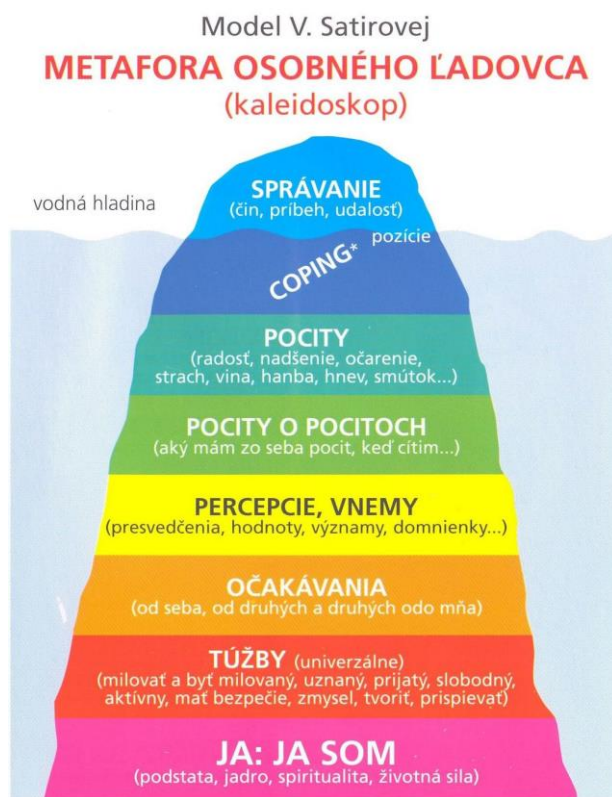 Model V. Satirovej
METAFORA OSOBNÉHO ĽADOVCA
(kaleidoskop)
vodná hladina
SPRÁVANIE
(čin, príbeh, udalosť)
pozície
COPING*
POCITY
(radosť, nadšenie, očarenie,
strach, vina, hanba, hnev, smútok...)
POCITY O POCITOCH
(aký mám zo seba pocit, keď cítim...)
PERCEPCIE, VNEMY
(presvedčenia, hodnoty, významy, domnienky...)
OČAKÁVANIA
(od seba, od druhých a druhých odo mňa)
TÚŽBY (univerzálne)
(milovať a byť milovaný, uznaný, prijatý, slobodný,
aktívny, mať bezpečie, zmysel, tvoriť, prispievať)
JA: JA SOM
(podstata, jadro, spiritualita, životná sila)